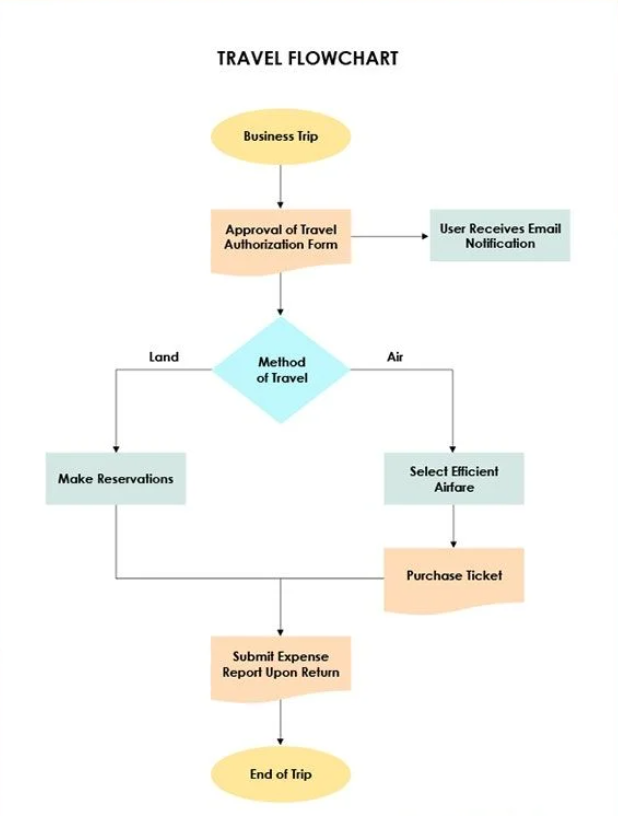 TRAVEL FLOWCHART
Business Trip
Approval of Travel
Authorization Form
User Receives Email
Notification
Land
Method
of Travel
Air
Make Reservations
Select Efficient
Airfare
Purchase Ticket
Submit Expense
Report Upon Return
End of Trip